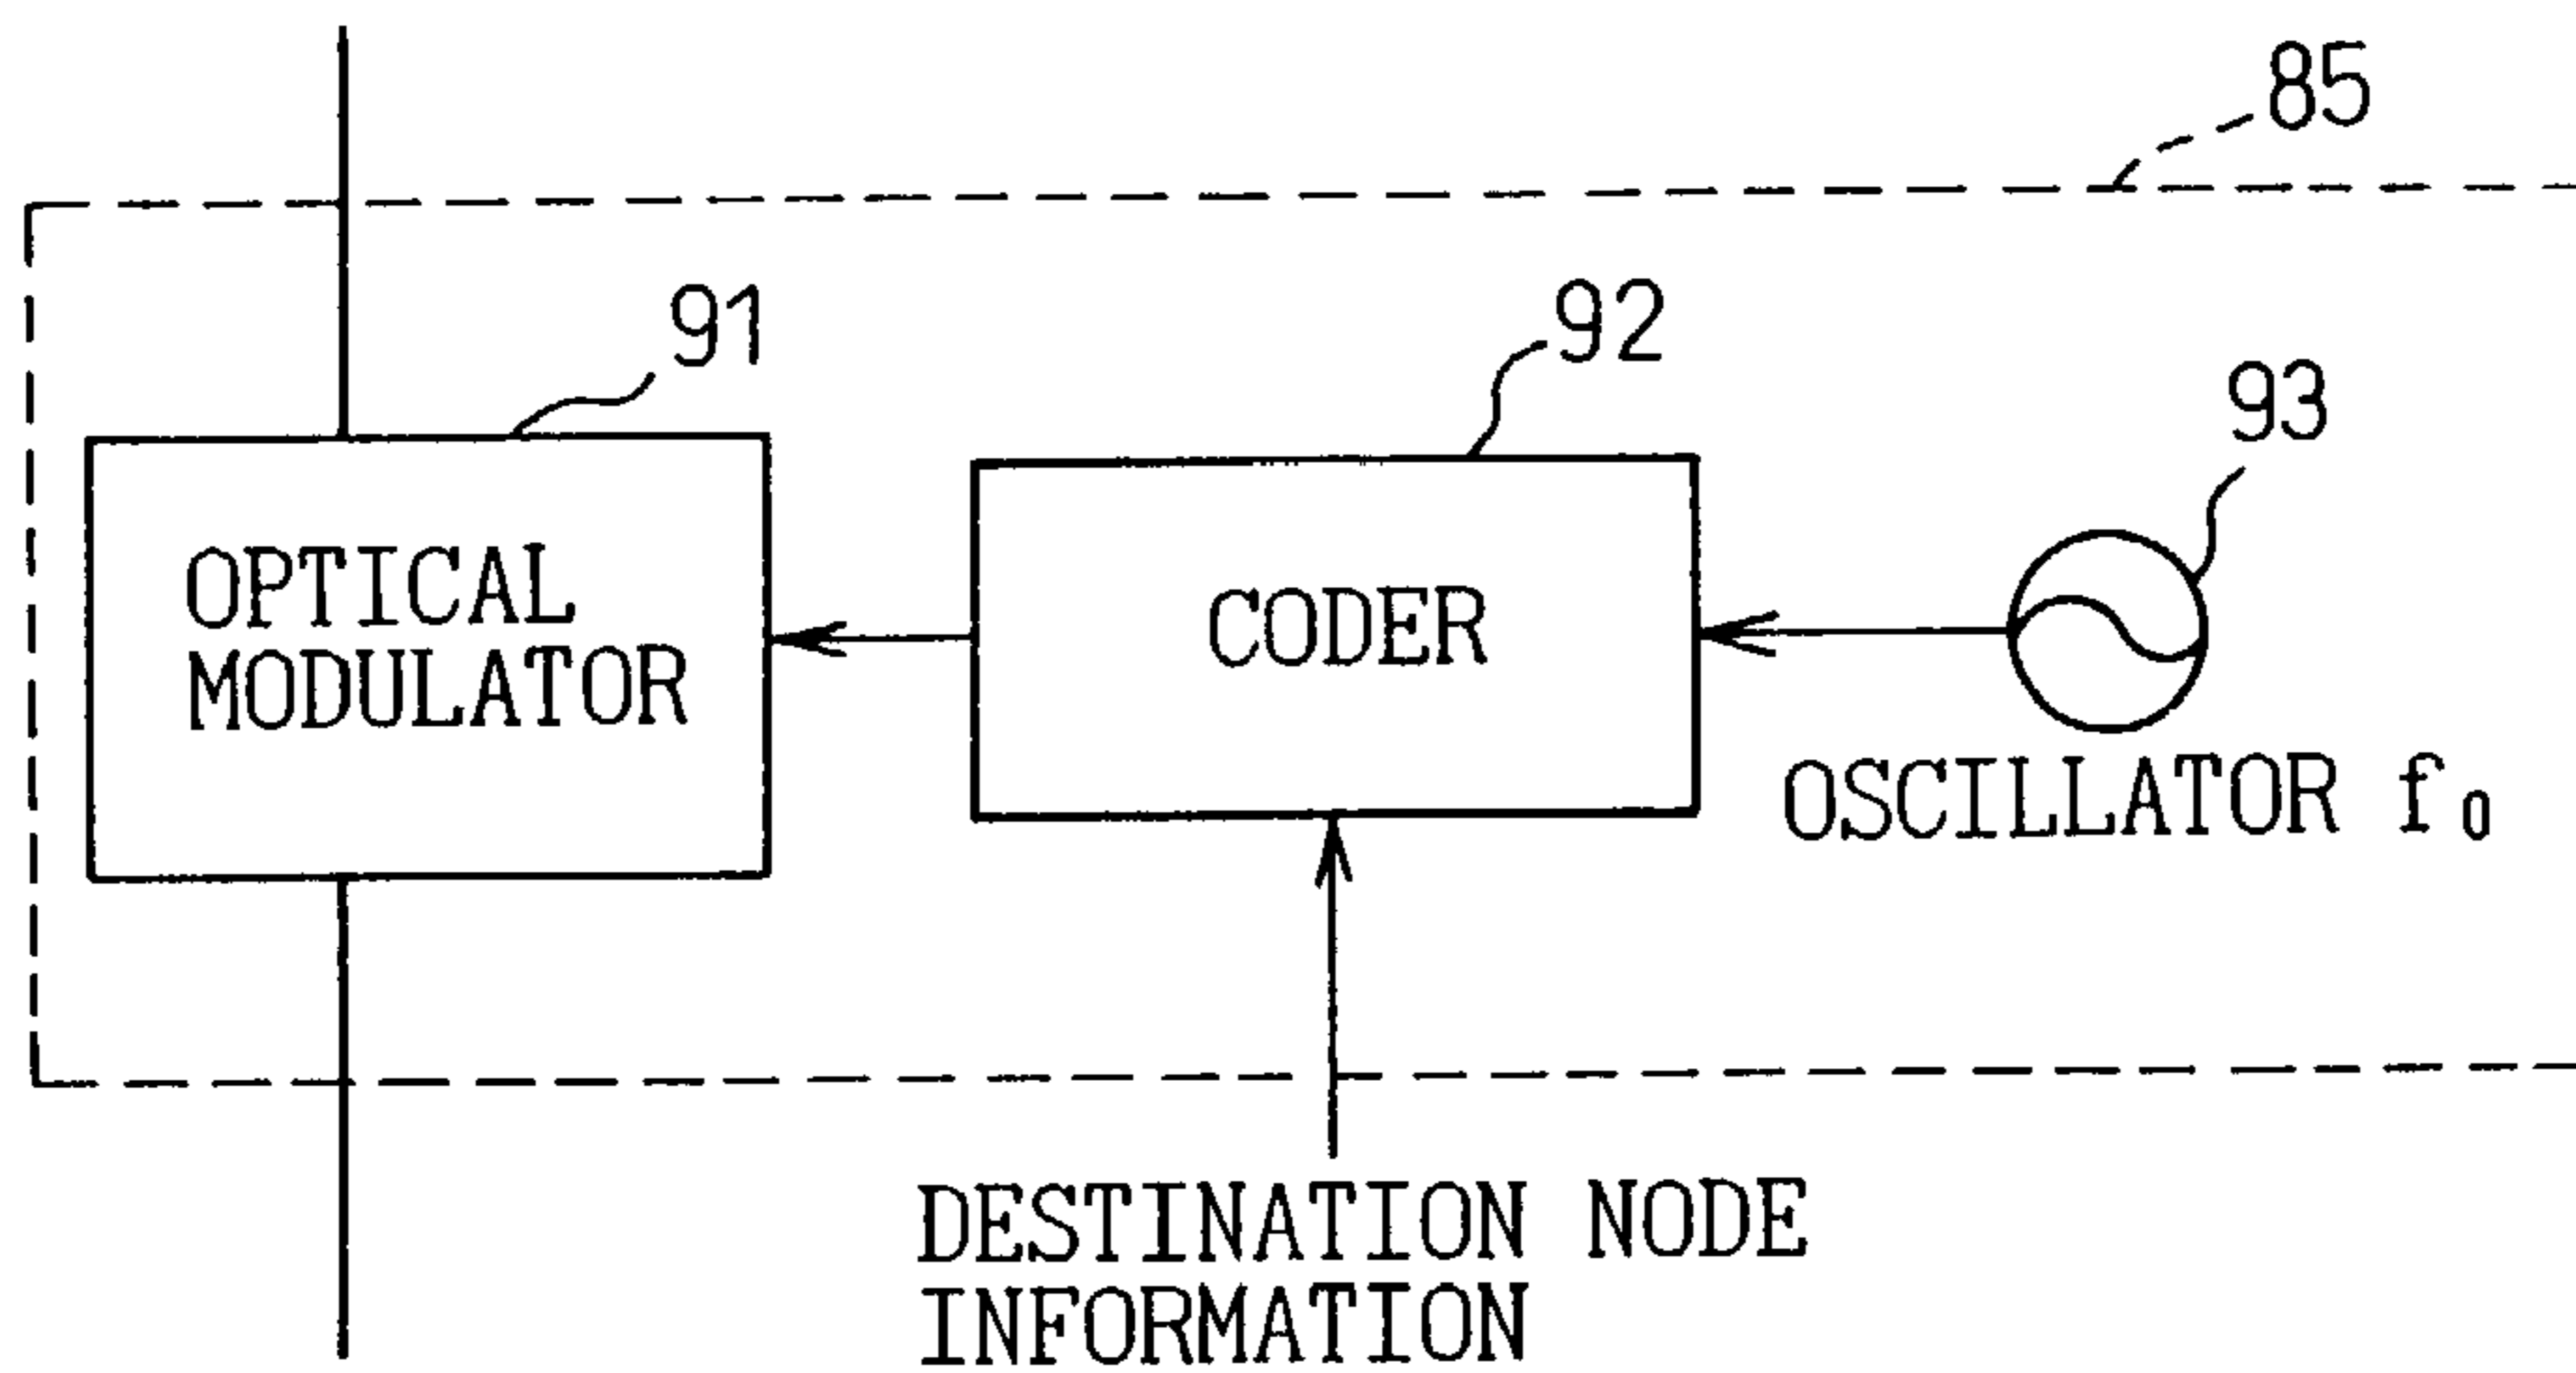 85
91
92
93
OPTICAL
MODULATOR
CODER
OSCILLATOR f₀
DESTINATION NODE
INFORMATION